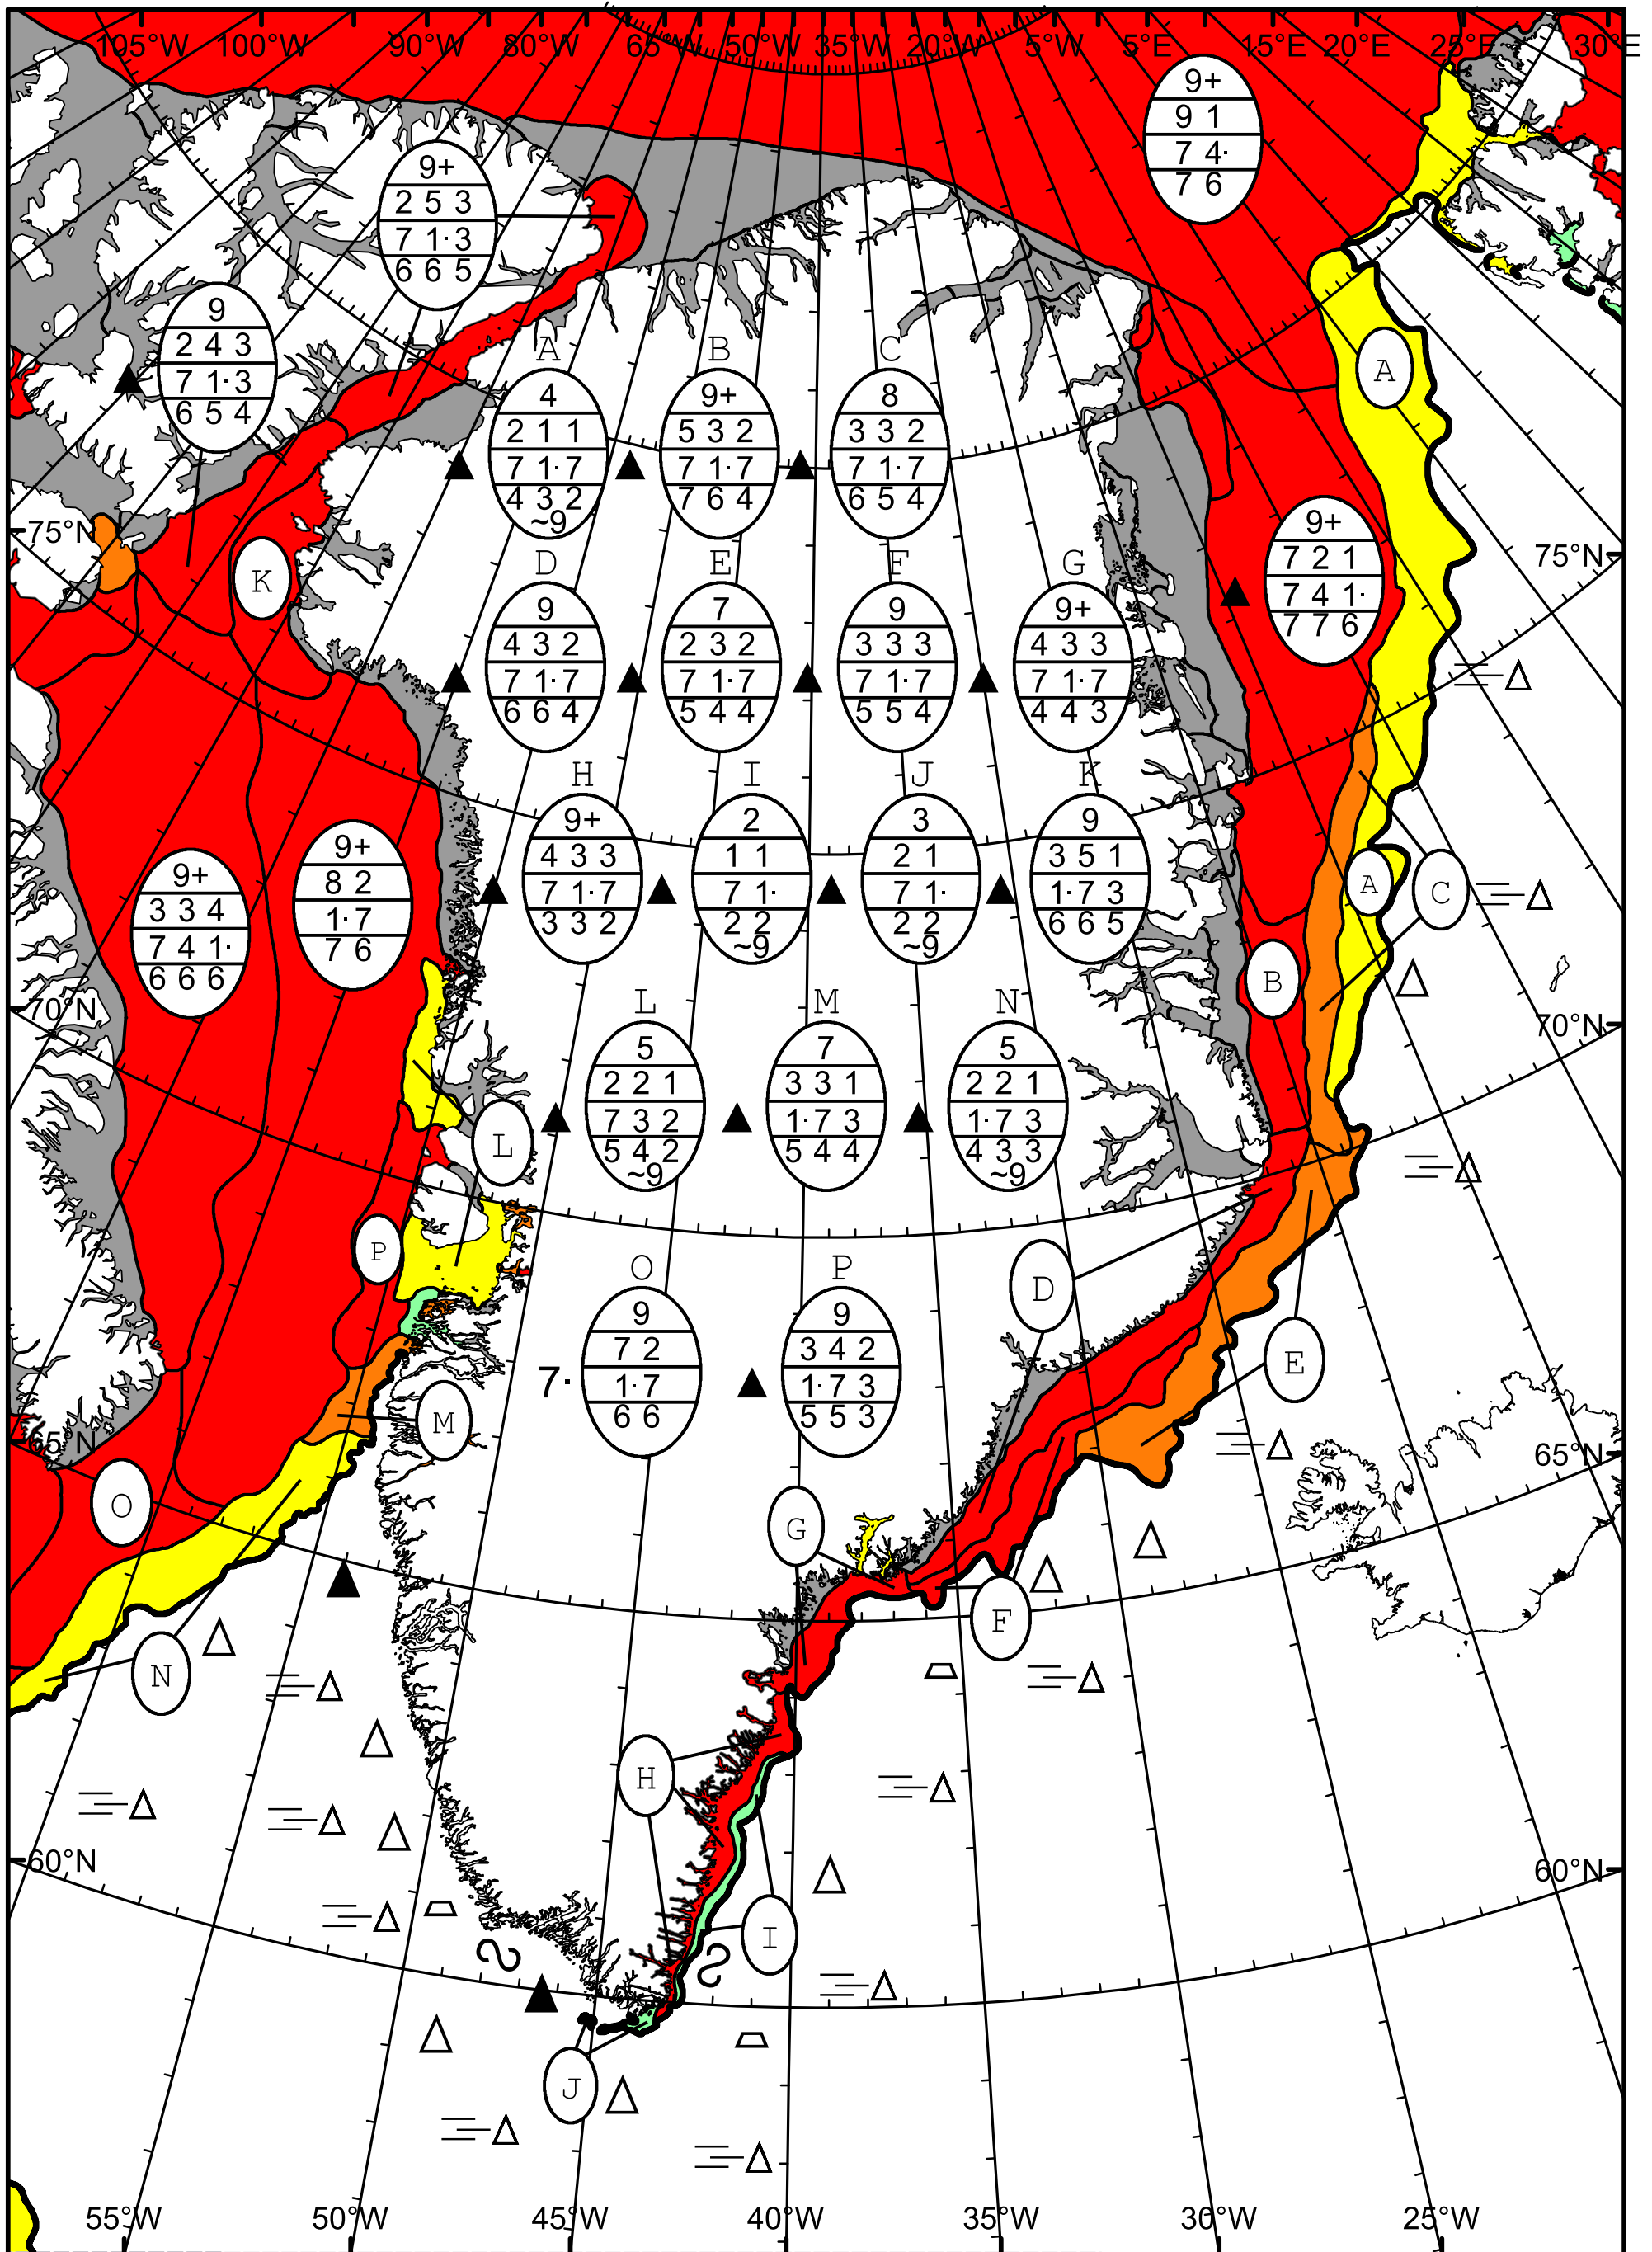 105°W 100°W 90°W 80°W 65°W 50°W 35°W 20°W 5°W 5°E 15°E 20°E 25°E 30°E
9+
9 1
7 4·
7 6
9+
2 5 3
7 1·3
6 6 5
9
2 4 3
7 1·3
6 5 4
A B C
4
2 1 1
7 1·7
4 3 2
~9
9+
5 3 2
7 1·7
7 6 4
8
3 3 2
7 1·7
6 5 4
A
75°N
75°N
K
9+
7 2 1
7 4 1·
7 7 6
D E F G
9
4 3 2
7 1·7
6 6 4
7
2 3 2
7 1·7
5 4 4
9
3 3 3
7 1·7
5 5 4
9+
4 3 3
7 1·7
4 4 3
H I J K
9+
4 3 3
7 1·7
3 3 2
2
1 1
7 1·
2 2
~9
3
2 1
7 1·
2 2
~9
9
3 5 1
1·7 3
6 6 5
9+
3 3 4
7 4 1·
6 6 6
9+
8 2
1·7
7 6
A
C
B
70°N
70°N
L M N
5
2 2 1
7 3 2
5 4 2
~9
7
3 3 1
1·7 3
5 4 4
5
2 2 1
1·7 3
4 3 3
~9
L
P
O P
9
7 2
7·
1·7
6 6
9
3 4 2
1·7 3
5 5 3
D
E
M
65°N
65°N
O
G
F
N
H
60°N
60°N
I
J
55°W 50°W 45°W 40°W 35°W 30°W 25°W